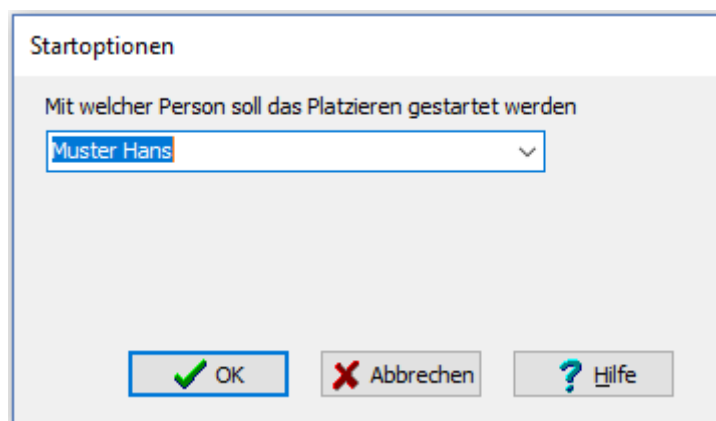 Startoptionen
Mit welcher Person soll das Platzieren gestartet werden
Muster Hans
OK Abbrechen Hilfe